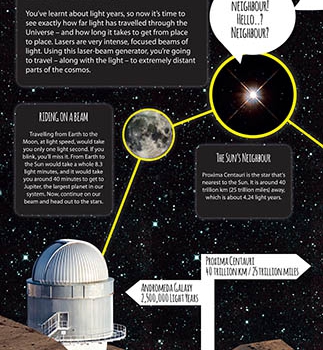 NEIGHBOUR!
HELLO..?
NEIGHBOUR?
You've learnt about light years, so now it's time to
see exactly how far light has travelled through the
Universe – and how long it takes to get from place
to place. Lasers are very intense, focused beams of
light. Using this laser-beam generator, you're going
to travel – along with the light – to extremely distant
parts of the cosmos.
RIDING ON A BEAM
Travelling from Earth to the
Moon, at light speed, would take
you only one light second. If you
blink, you'll miss it. From Earth to
the Sun would take a whole 8.3
light minutes, and it would take
you around 40 minutes to get to
Jupiter, the largest planet in our
system. Now, continue on our
beam and head out to the stars.
THE SUN'S NEIGHBOUR
Proxima Centauri is the star that's
nearest to the Sun. It is around 40
trillion km (25 trillion miles) away,
which is about 4.24 light years.
PROXIMA CENTAURI
40 TRILLION KM / 25 TRILLION MILES
ANDROMEDA GALAXY
2,500,000 LIGHT YEARS